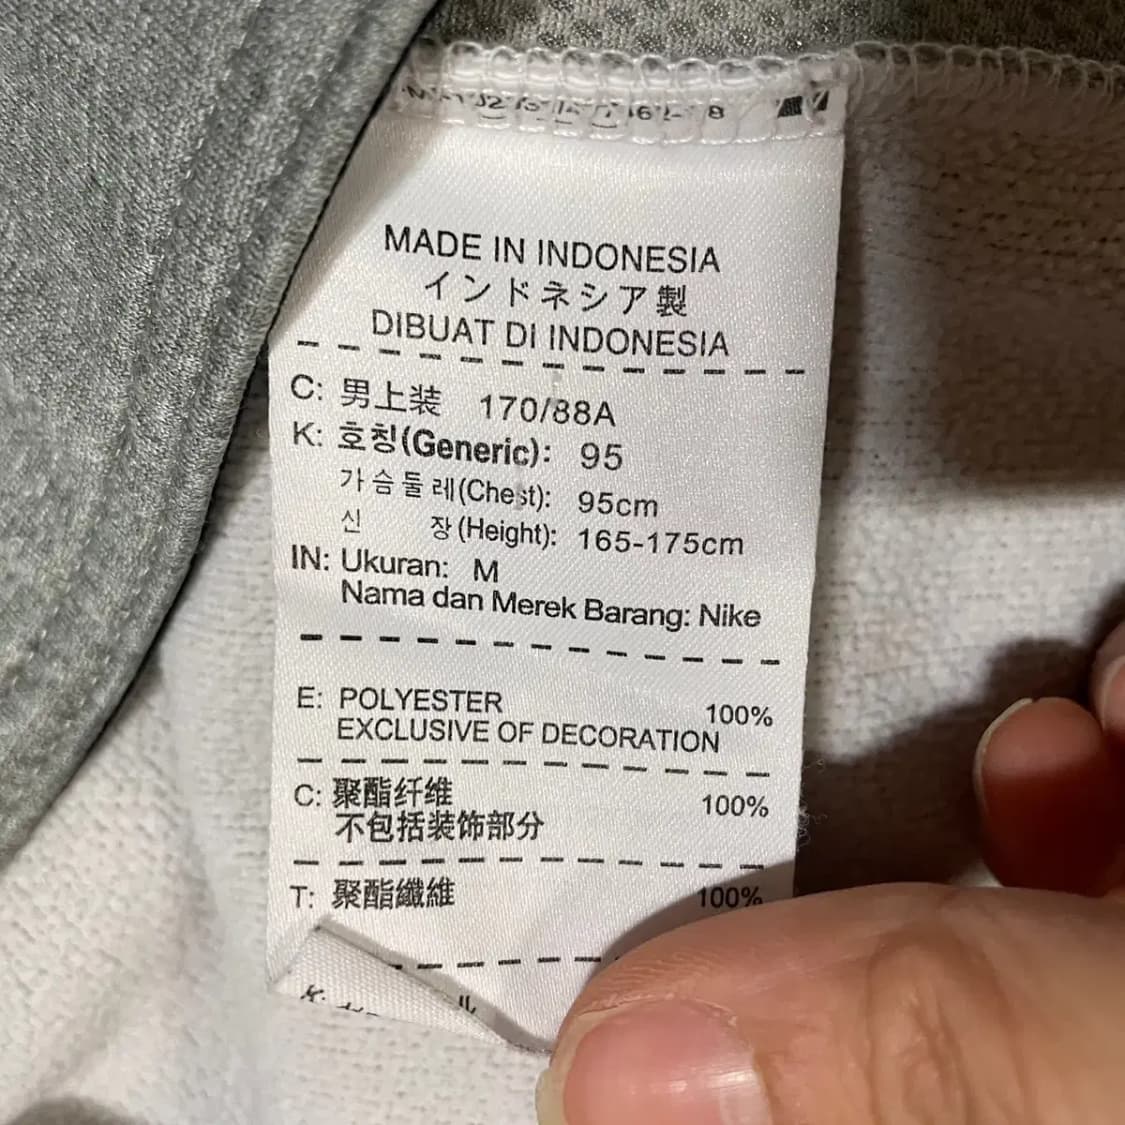 MADE IN INDONESIA
インドネシア製
DIBUAT DI INDONESIA
C: 男上装 170/88A
K: 호칭(Generic): 95
가슴둘레(Chest): 95cm
신 장(Height): 165-175cm
IN: Ukuran: M
Nama dan Merek Barang: Nike
E: POLYESTER 100%
EXCLUSIVE OF DECORATION
C: 聚酯纤维 100%
不包括装饰部分
T: 聚酯纖維 100%
K: